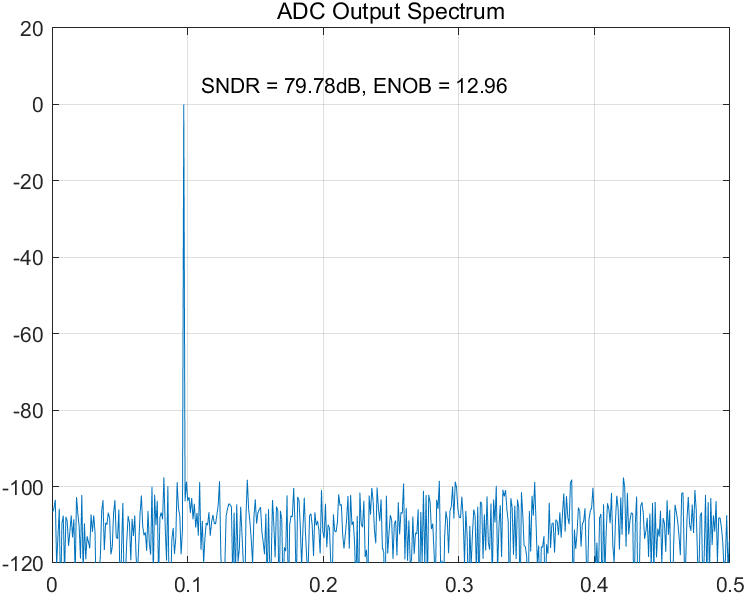 ADC Output Spectrum
20
SNDR = 79.78dB, ENOB = 12.96
0
-20
-40
-60
-80
-100
-120
0 0.1 0.2 0.3 0.4 0.5